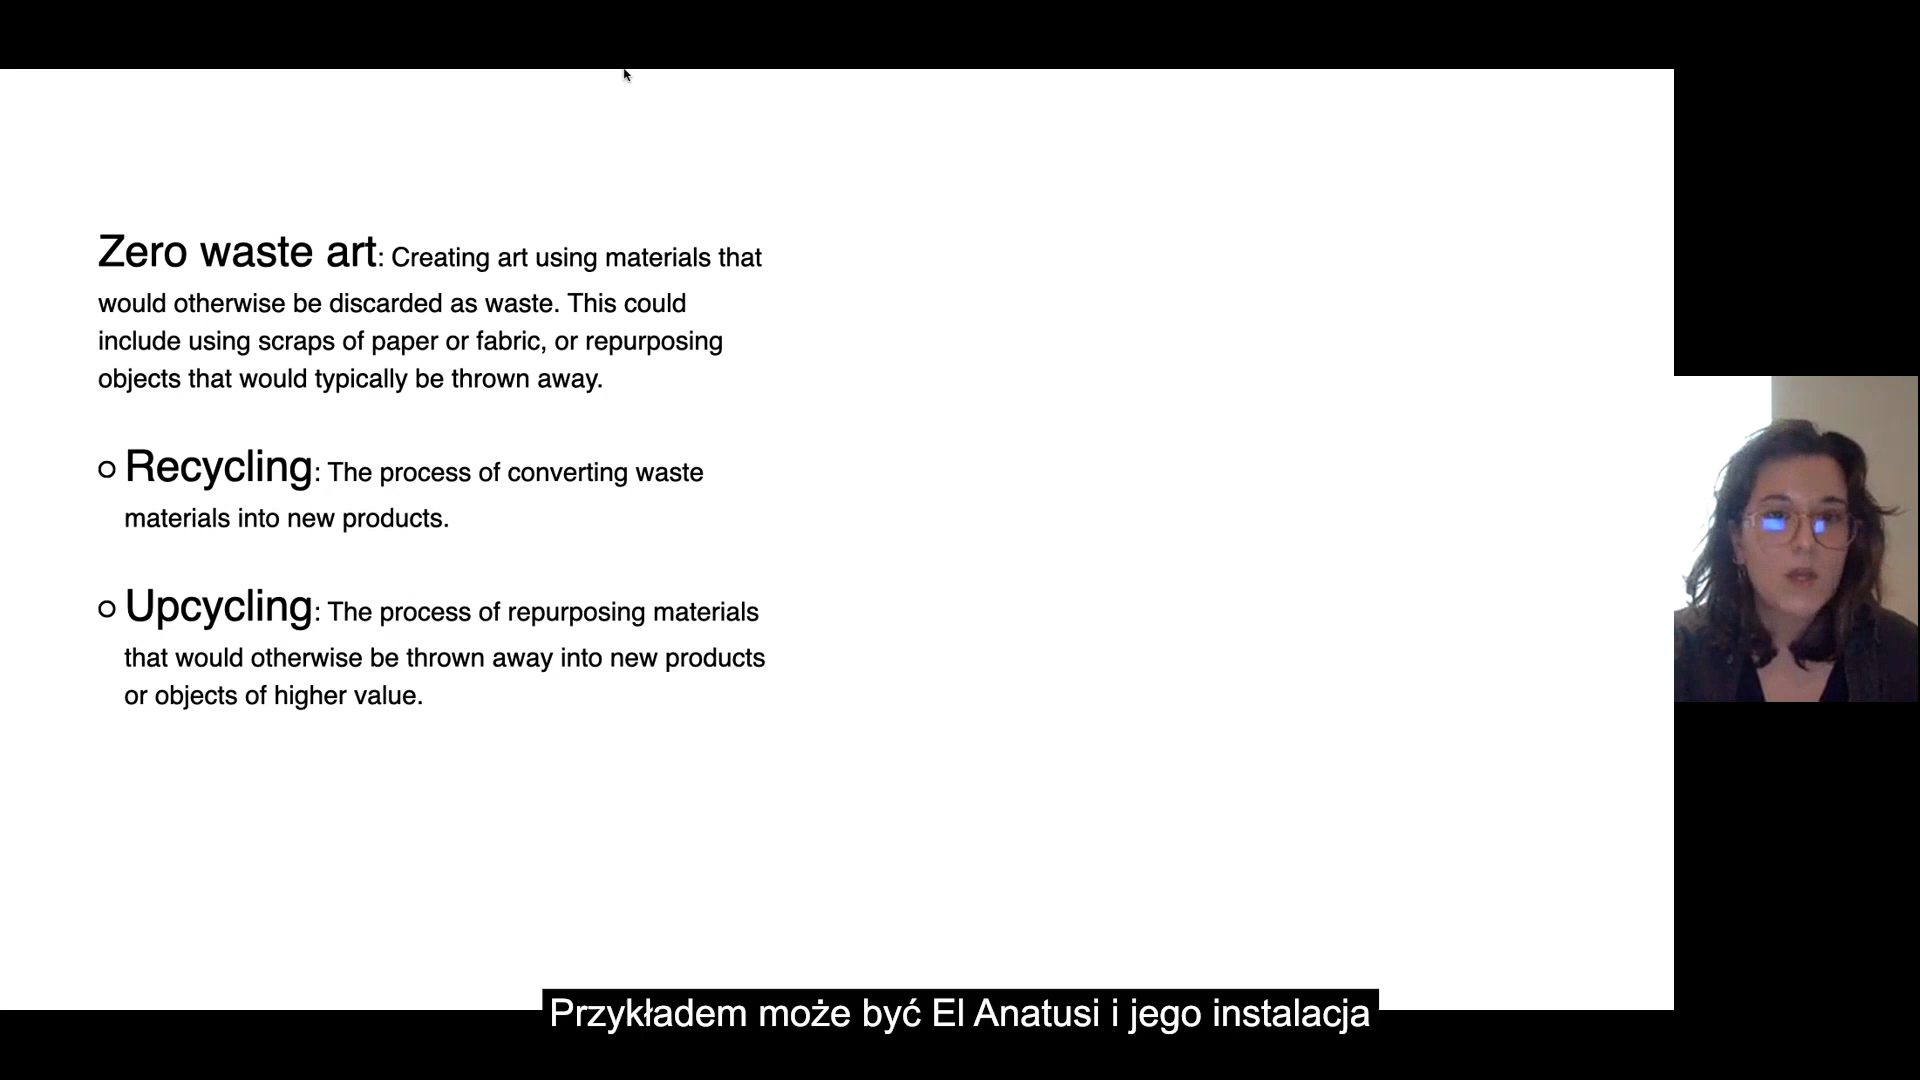 Zero waste art: Creating art using materials that
would otherwise be discarded as waste. This could
include using scraps of paper or fabric, or repurposing
objects that would typically be thrown away.
Recycling: The process of converting waste
materials into new products.
Upcycling: The process of repurposing materials
that would otherwise be thrown away into new products
or objects of higher value.
Przykładem może być El Anatusi i jego instalacja